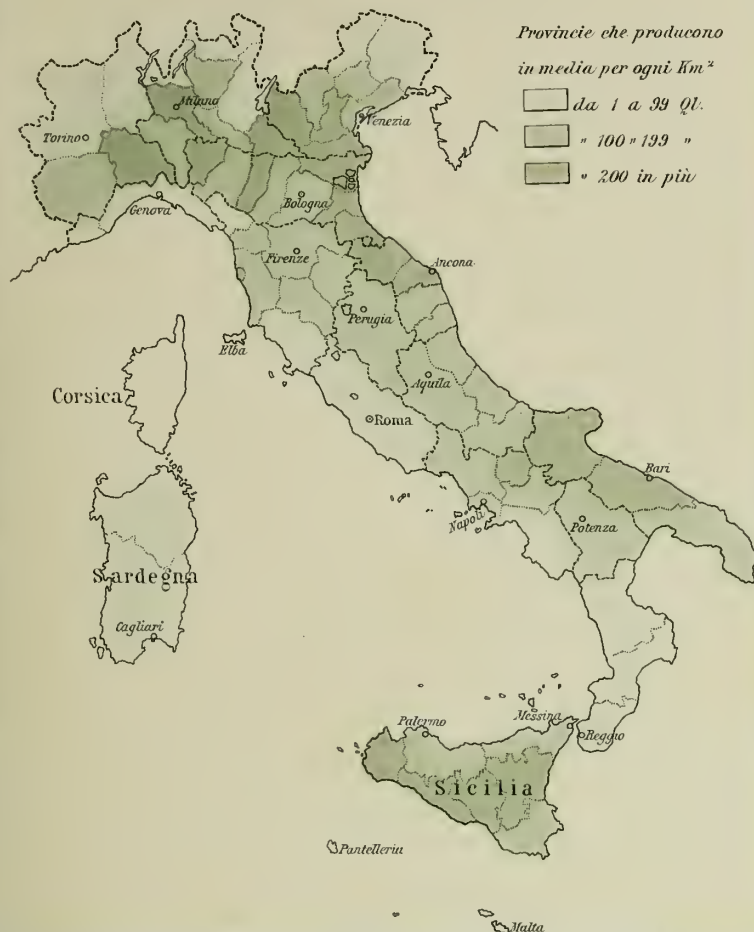 Provincie che producono
in media per ogni Km²
da 1 a 99 Ql.
" 100 " 199 "
" 200 in più
Milano
Torino
Venezia
Genova
Bologna
Firenze
Ancona
Perugia
Elba
Aquila
Corsica
Roma
Bari
Napoli
Potenza
Sardegna
Cagliari
Messina
Palermo
Reggio
Sicilia
Pantelleria
Malta